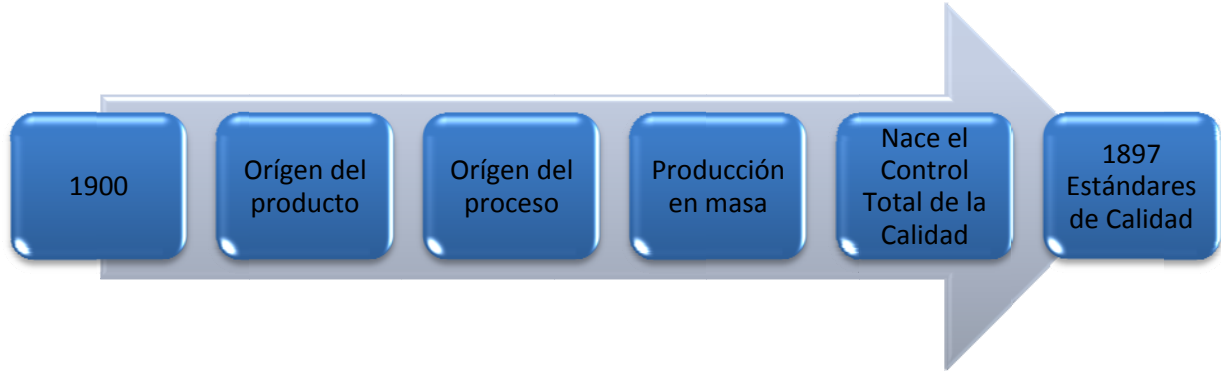 1900
Orígen del
producto
Orígen del
proceso
Producción
en masa
Nace el
Control
Total de la
Calidad
1897
Estándares
de Calidad